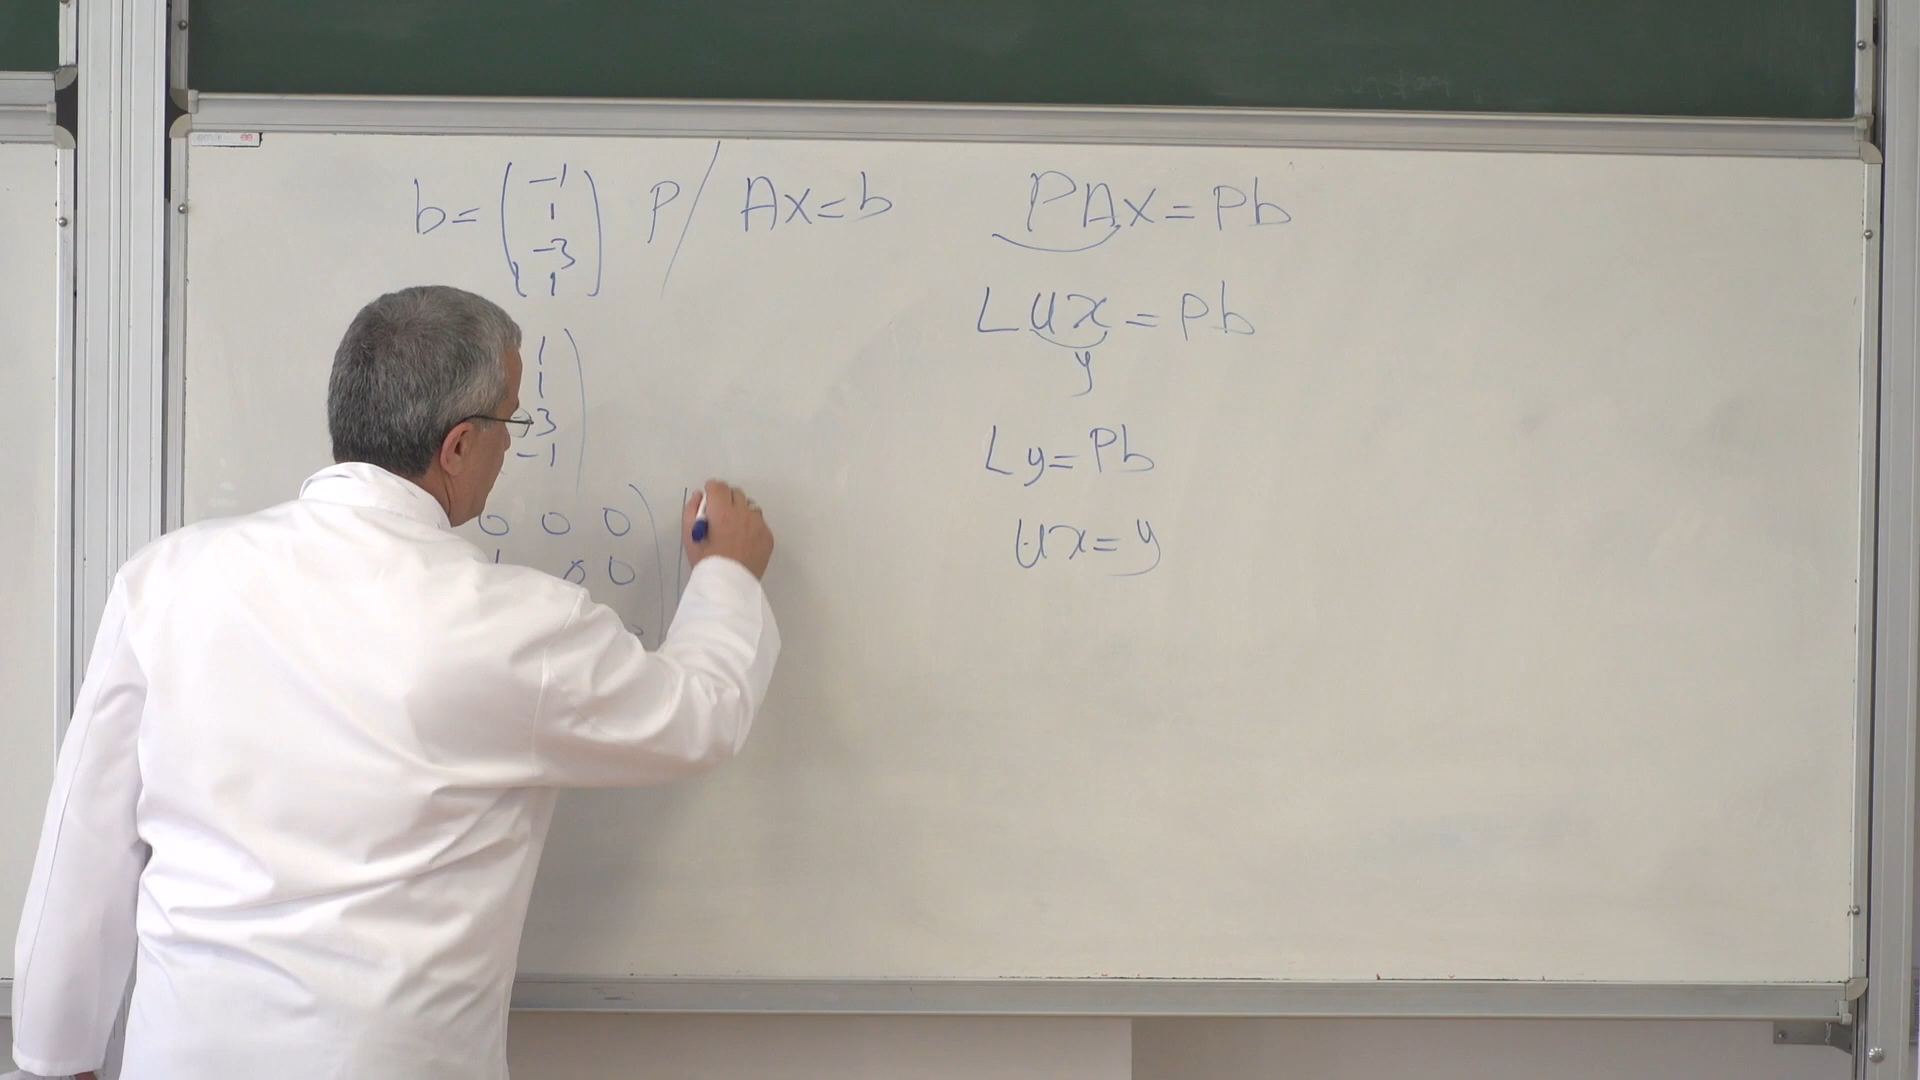 b = (-1 1 -3 1) P / Ax = b
PAx = Pb
LUx = Pb
y
Ly = Pb
Ux = y
1
1
-3
-1
0 0 0
0 0